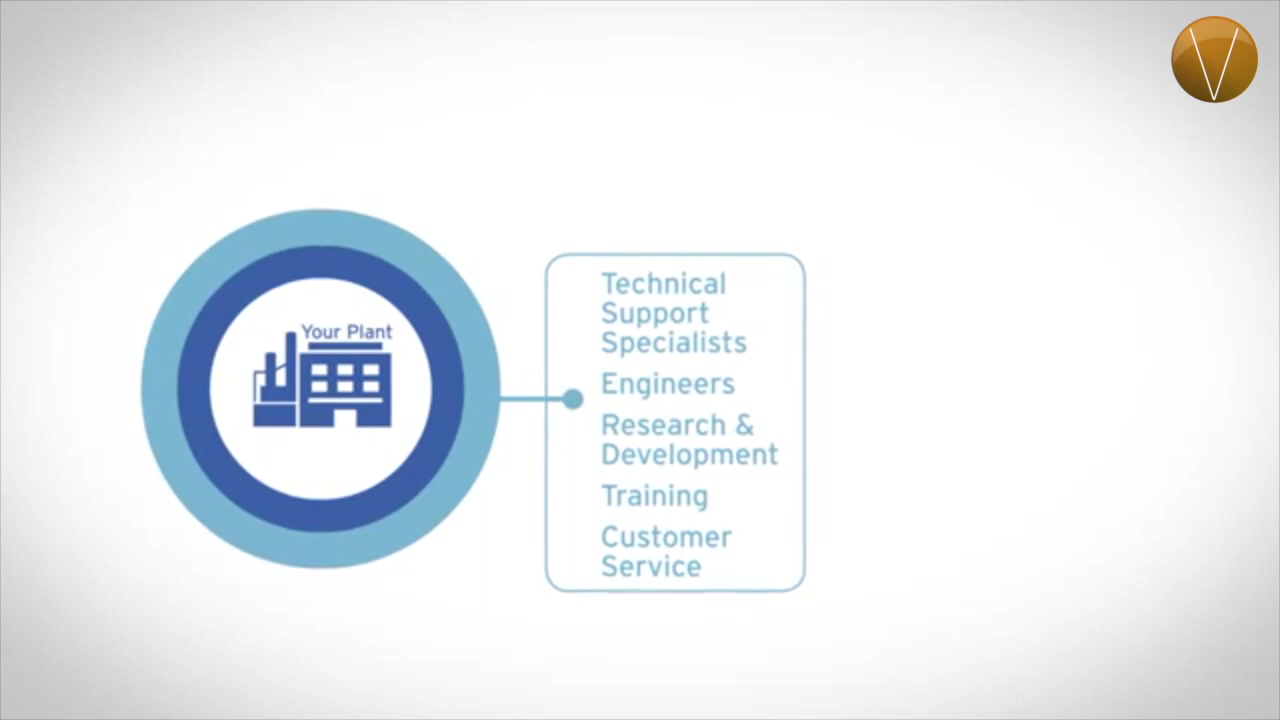 V
Your Plant
Technical
Support
Specialists
Engineers
Research &
Development
Training
Customer
Service